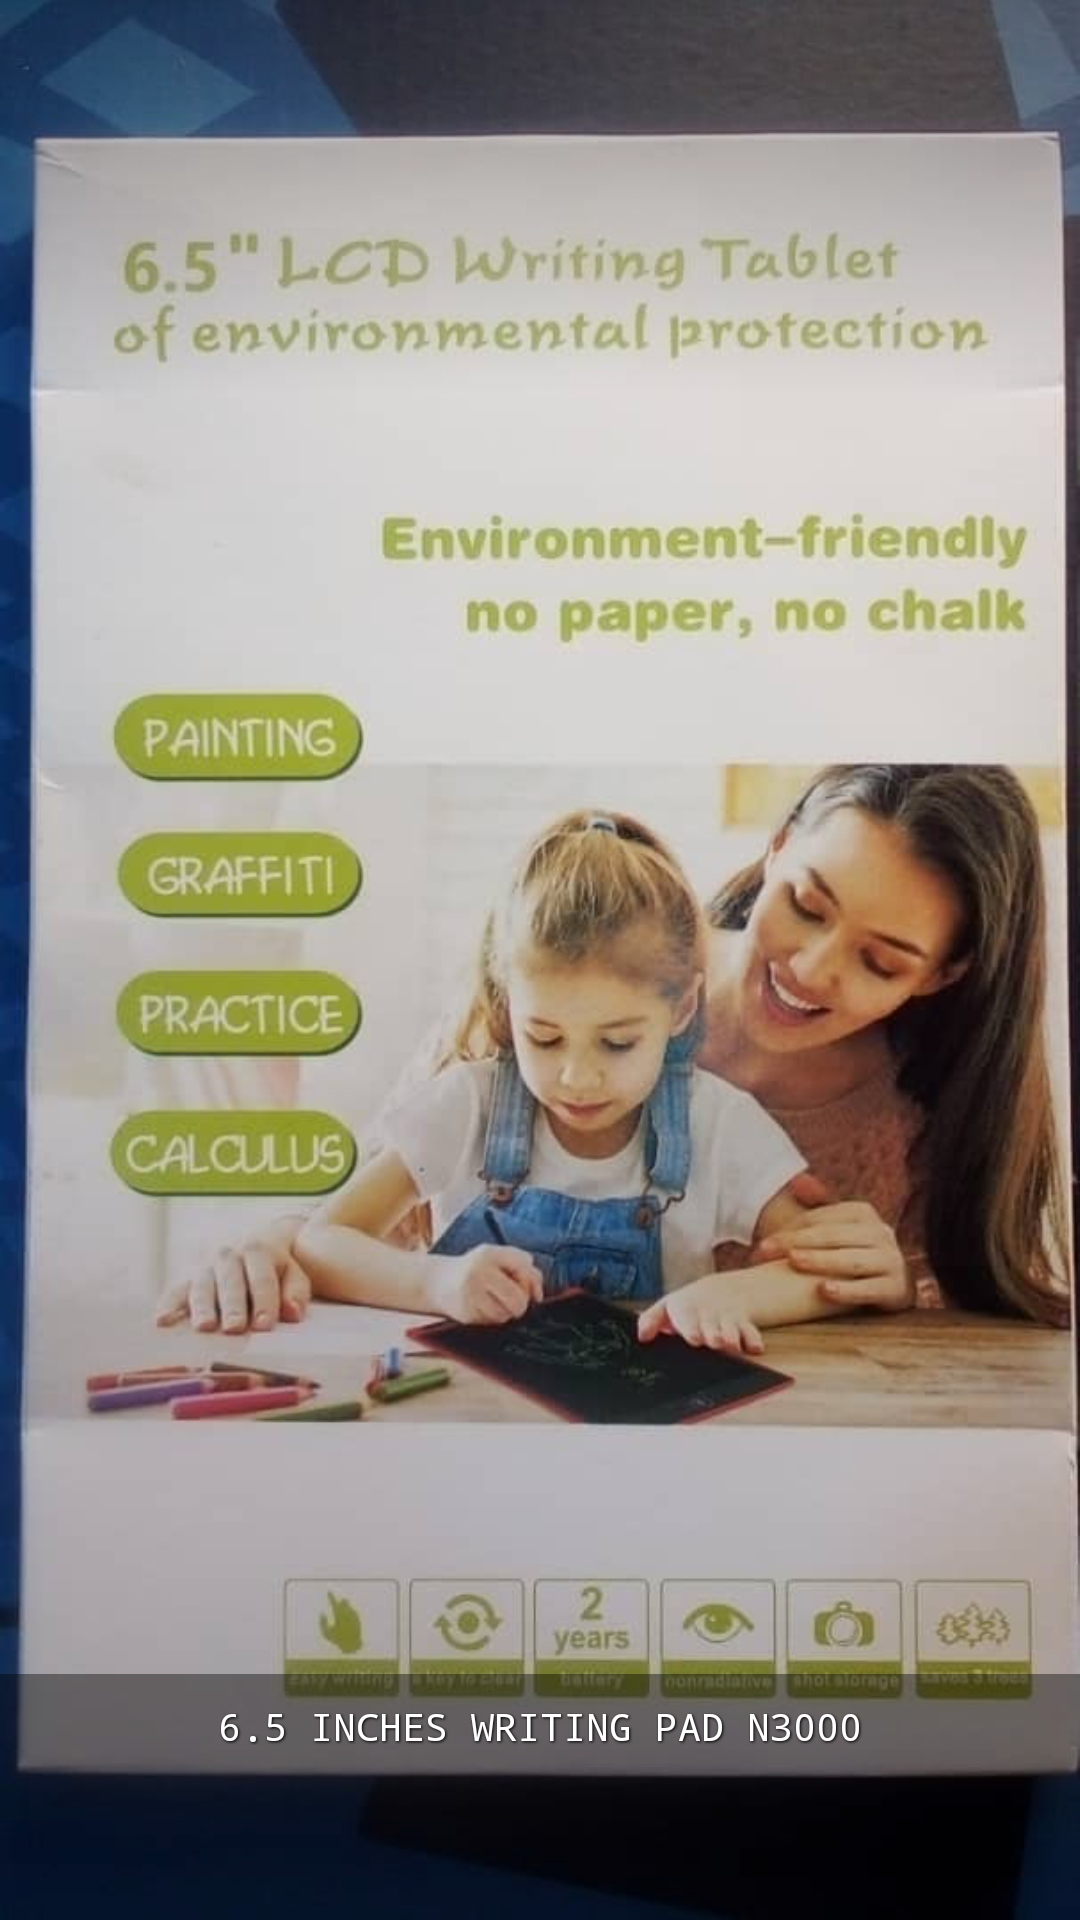 6.5" LCD Writing Tablet
of environmental protection
Environment-friendly
no paper, no chalk
PAINTING
GRAFFITI
PRACTICE
CALCULUS
2
years
easy writing
a key to clear
battery
nonradiative
shot storage
saves 3 trees
6.5 INCHES WRITING PAD N3000